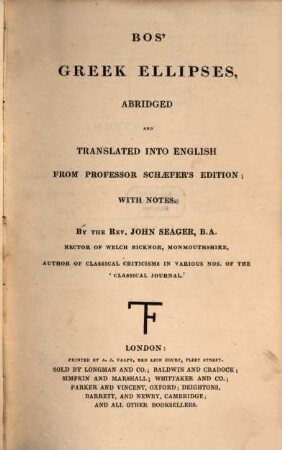 BOS'
GREEK ELLIPSES,
ABRIDGED
AND
TRANSLATED INTO ENGLISH
FROM PROFESSOR SCHÆFER'S EDITION;
WITH NOTES.
BY THE REV. JOHN SEAGER, B.A.
RECTOR OF WELCH BICKNOR, MONMOUTHSHIRE,
AUTHOR OF CLASSICAL CRITICISMS IN VARIOUS NOS. OF THE
'CLASSICAL JOURNAL.'
LONDON:
PRINTED BY A. J. VALPY, RED LION COURT, FLEET STREET.
SOLD BY LONGMAN AND CO.; BALDWIN AND CRADOCK;
SIMPKIN AND MARSHALL; WHITTAKER AND CO.;
PARKER AND VINCENT, OXFORD; DEIGHTONS,
BARRETT, AND NEWBY, CAMBRIDGE;
AND ALL OTHER BOOKSELLERS.